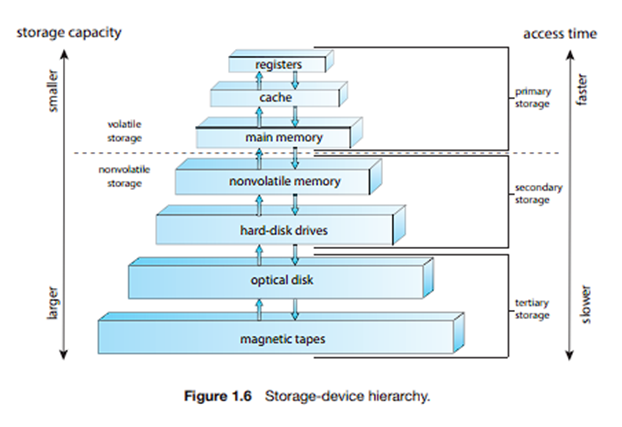 storage capacity
access time
smaller
registers
faster
cache
primary
storage
volatile
storage
main memory
nonvolatile
storage
nonvolatile memory
secondary
storage
hard-disk drives
optical disk
larger
tertiary
storage
slower
magnetic tapes
Figure 1.6 Storage-device hierarchy.